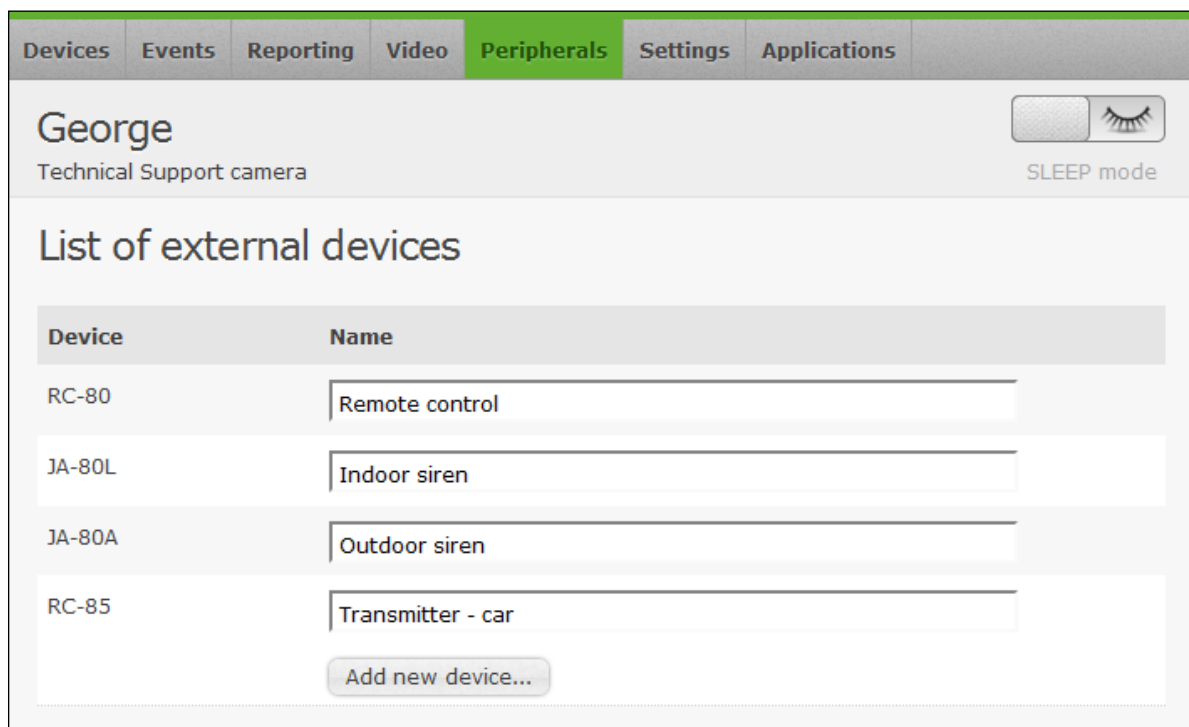 Devices Events Reporting Video Peripherals Settings Applications
George
Technical Support camera
SLEEP mode
List of external devices
Device Name
RC-80 Remote control
JA-80L Indoor siren
JA-80A Outdoor siren
RC-85 Transmitter - car
Add new device...